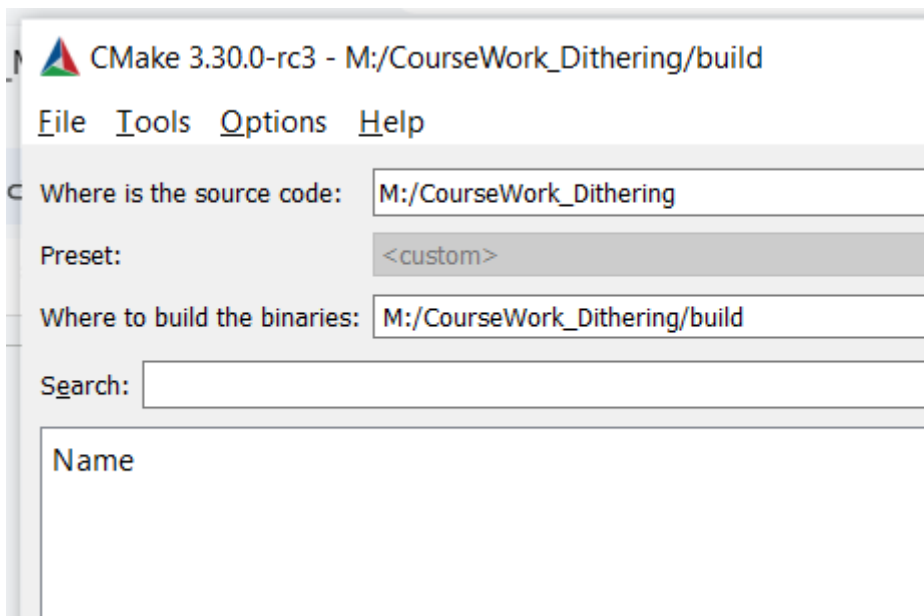 CMake 3.30.0-rc3 - M:/CourseWork_Dithering/build
File Tools Options Help
Where is the source code: M:/CourseWork_Dithering
Preset: <custom>
Where to build the binaries: M:/CourseWork_Dithering/build
Search:
Name